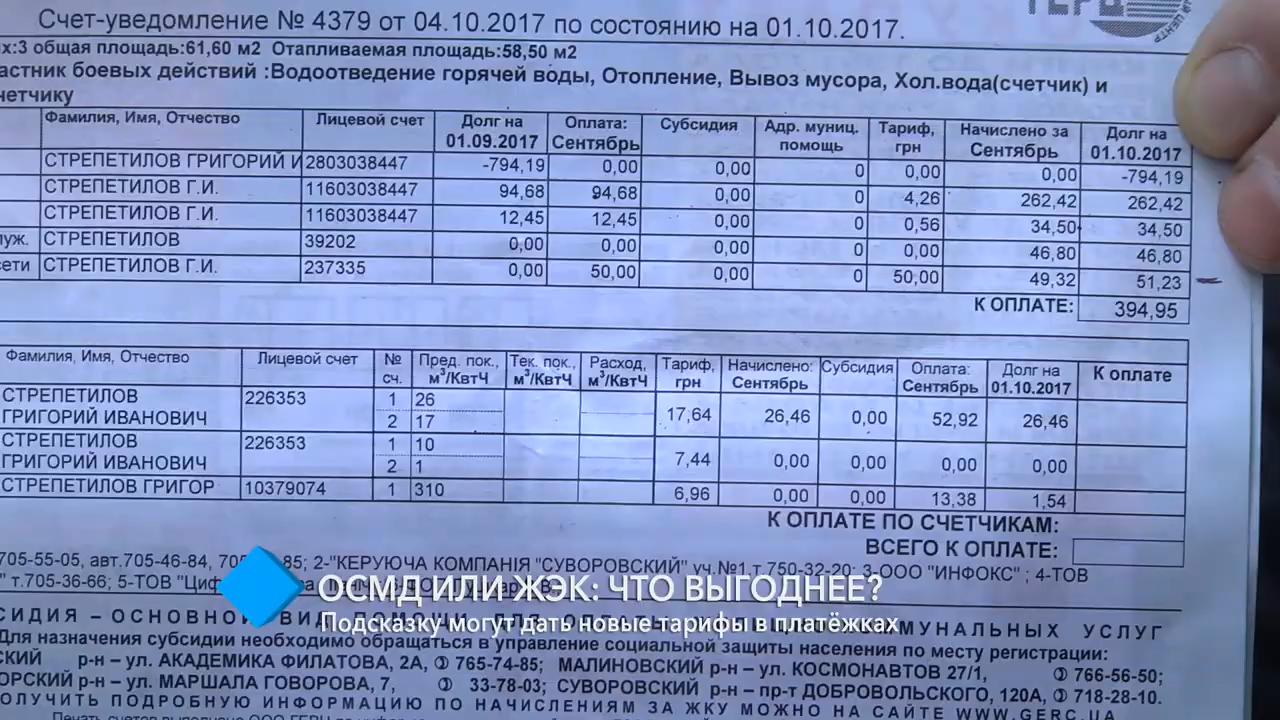 ГЕРЦ
Счет-уведомление № 4379 от 04.10.2017 по состоянию на 01.10.2017.
х:3 общая площадь:61,60 м2 Отапливаемая площадь:58,50 м2
астник боевых действий :Водоотведение горячей воды, Отопление, Вывоз мусора, Хол.вода(счетчик) и
четчику
Фамилия, Имя, Отчество Лицевой счет Долг на 01.09.2017 Оплата: Сентябрь Субсидия Адр. муниц. помощь Тариф, грн Начислено за Сентябрь Долг на 01.10.2017
СТРЕПЕТИЛОВ ГРИГОРИЙ И 2803038447 -794,19 0,00 0,00 0 0,00 0,00 -794,19
СТРЕПЕТИЛОВ Г.И. 11603038447 94,68 94,68 0,00 0 4,26 262,42 262,42
СТРЕПЕТИЛОВ Г.И. 11603038447 12,45 12,45 0,00 0 0,56 34,50 34,50
луж. СТРЕПЕТИЛОВ 39202 0,00 0,00 0,00 0 0,00 46,80 46,80
сети СТРЕПЕТИЛОВ Г.И. 237335 0,00 50,00 0,00 0 50,00 49,32 51,23
К ОПЛАТЕ: 394,95
Фамилия, Имя, Отчество Лицевой счет № сч. Пред. пок., м³/КвтЧ Тек. пок., м³/КвтЧ Расход, м³/КвтЧ Тариф, грн Начислено: Сентябрь Субсидия Оплата: Сентябрь Долг на 01.10.2017 К оплате
СТРЕПЕТИЛОВ 226353 1 26
ГРИГОРИЙ ИВАНОВИЧ 2 17 17,64 26,46 0,00 52,92 26,46
СТРЕПЕТИЛОВ 226353 1 10
ГРИГОРИЙ ИВАНОВИЧ 2 1 7,44 0,00 0,00 0,00 0,00
СТРЕПЕТИЛОВ ГРИГОР 10379074 1 310 6,96 0,00 0,00 13,38 1,54
К ОПЛАТЕ ПО СЧЕТЧИКАМ:
ВСЕГО К ОПЛАТЕ:
705-55-05, авт.705-46-84, 85; 2-"КЕРУЮЧА КОМПАНІЯ "СУВОРОВСКИЙ" уч.№1 т.750-32-20; 3-ООО "ИНФОКС" ; 4-ТОВ
" т.705-36-66; 5-ТОВ
ОСМД ИЛИ ЖЭК: ЧТО ВЫГОДНЕЕ?
Подсказку могут дать новые тарифы в платёжках
СИДИЯ – ОСНОВНОЙ УСЛУГ
Для назначения субсидии необходимо обращаться в управление социальной защиты населения по месту регистрации:
СКИЙ р-н – ул. АКАДЕМИКА ФИЛАТОВА, 2А, ✆ 765-74-85; МАЛИНОВСКИЙ р-н – ул. КОСМОНАВТОВ 27/1, ✆ 766-56-50;
ОРСКИЙ р-н – ул. МАРШАЛА ГОВОРОВА, 7, ✆ 33-78-03; СУВОРОВСКИЙ р-н – пр-т ДОБРОВОЛЬСКОГО, 120А, ✆ 718-28-10.
ОЛУЧИТЬ ПОДРОБНУЮ ИНФОРМАЦИЮ ПО НАЧИСЛЕНИЯМ ЗА ЖКУ МОЖНО НА САЙТЕ WWW.GERC.UA